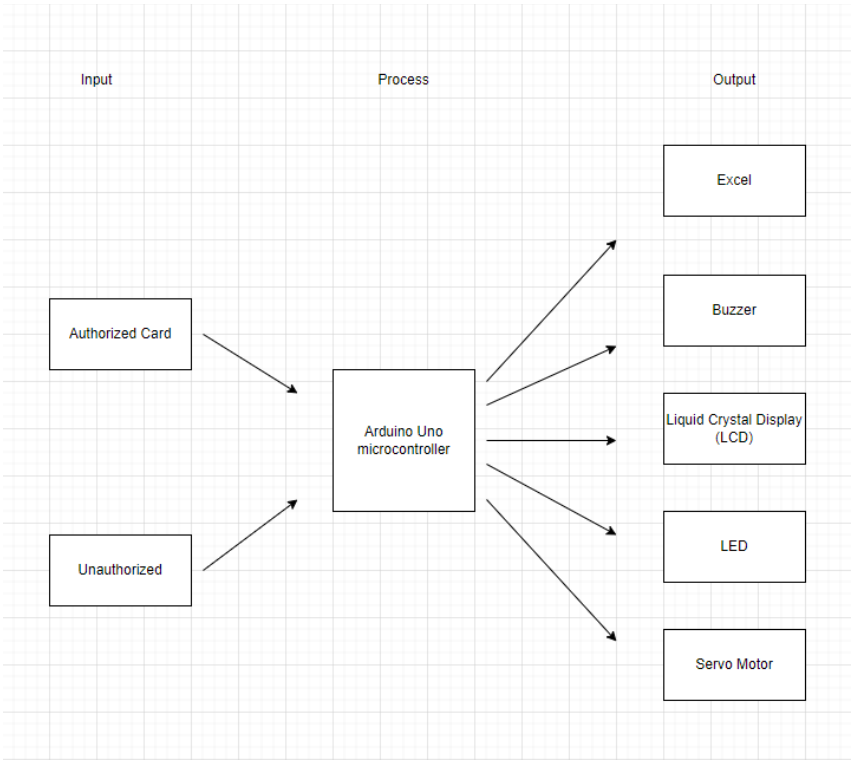 Input
Process
Output
Excel
Buzzer
Authorized Card
Liquid Crystal Display
(LCD)
Arduino Uno
microcontroller
LED
Unauthorized
Servo Motor